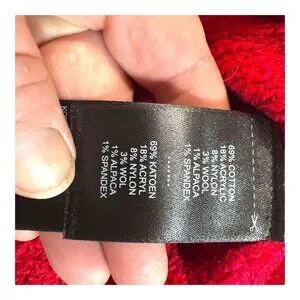 69% COTTON
18% ACRYLIC
8% NYLON
3% WOOL
1% ALPACA
1% SPANDEX
69% KATOEN
18% ACRYL
8% NYLON
3% WOL
1% ALPACA
1% SPANDEX